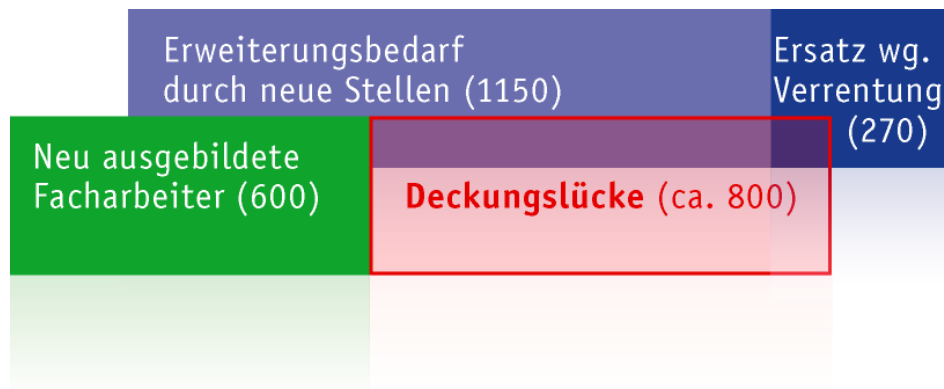 Erweiterungsbedarf
durch neue Stellen (1150)
Ersatz wg.
Verrentung
(270)
Neu ausgebildete
Facharbeiter (600)
Deckungslücke (ca. 800)